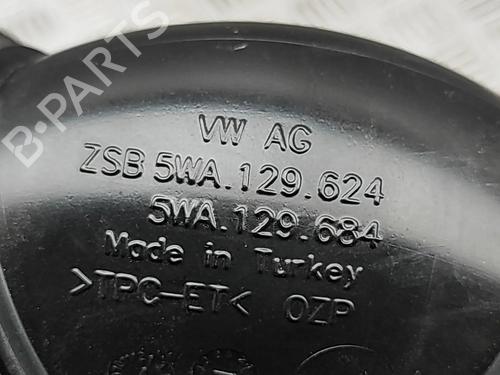 VW AG
ZSB 5WA.129.624
5WA.129.684
Made in Turkey
>TPC-ET< OZP
B-PARTS